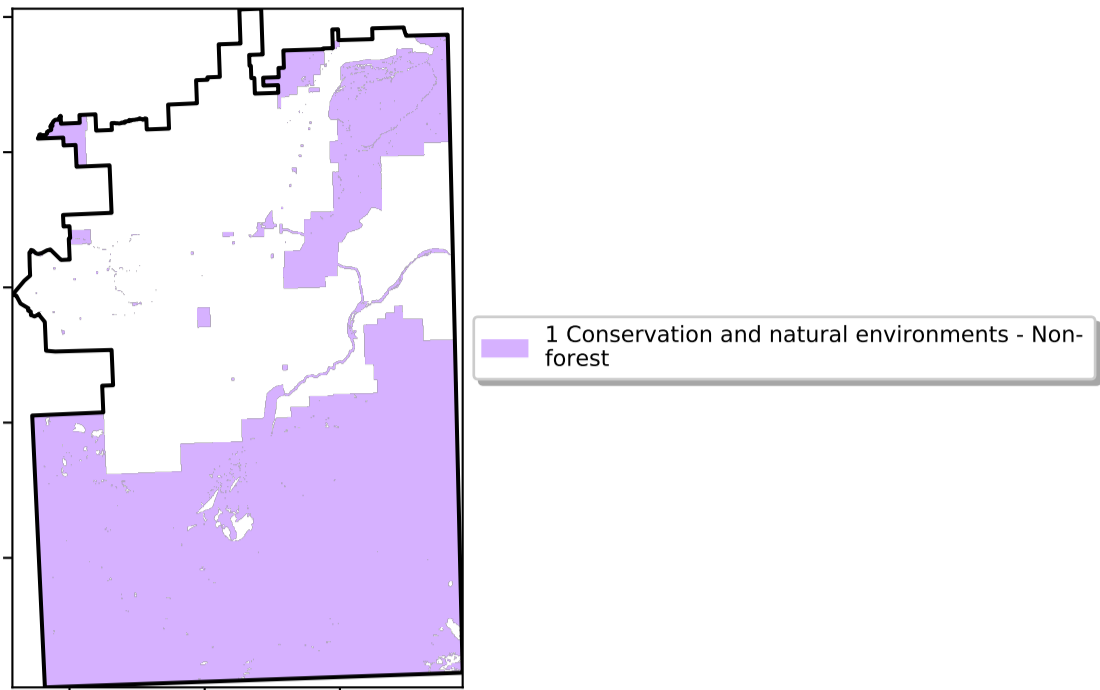 1 Conservation and natural environments - Non-
forest